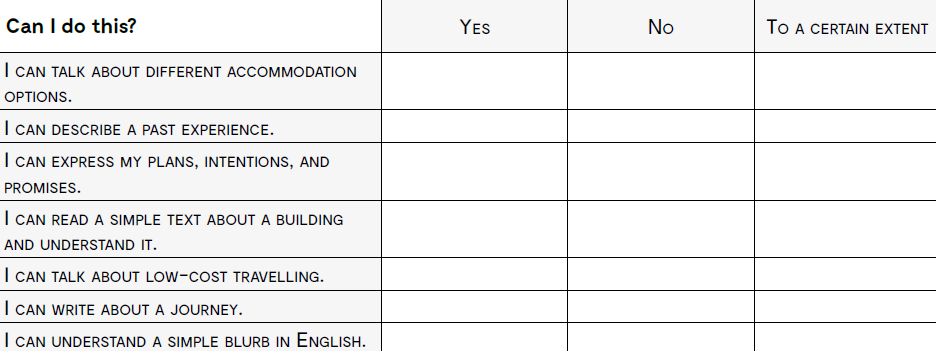 Can I do this? Yes No To a certain extent
I can talk about different accommodation
options.
I can describe a past experience.
I can express my plans, intentions, and
promises.
I can read a simple text about a building
and understand it.
I can talk about low-cost travelling.
I can write about a journey.
I can understand a simple blurb in English.